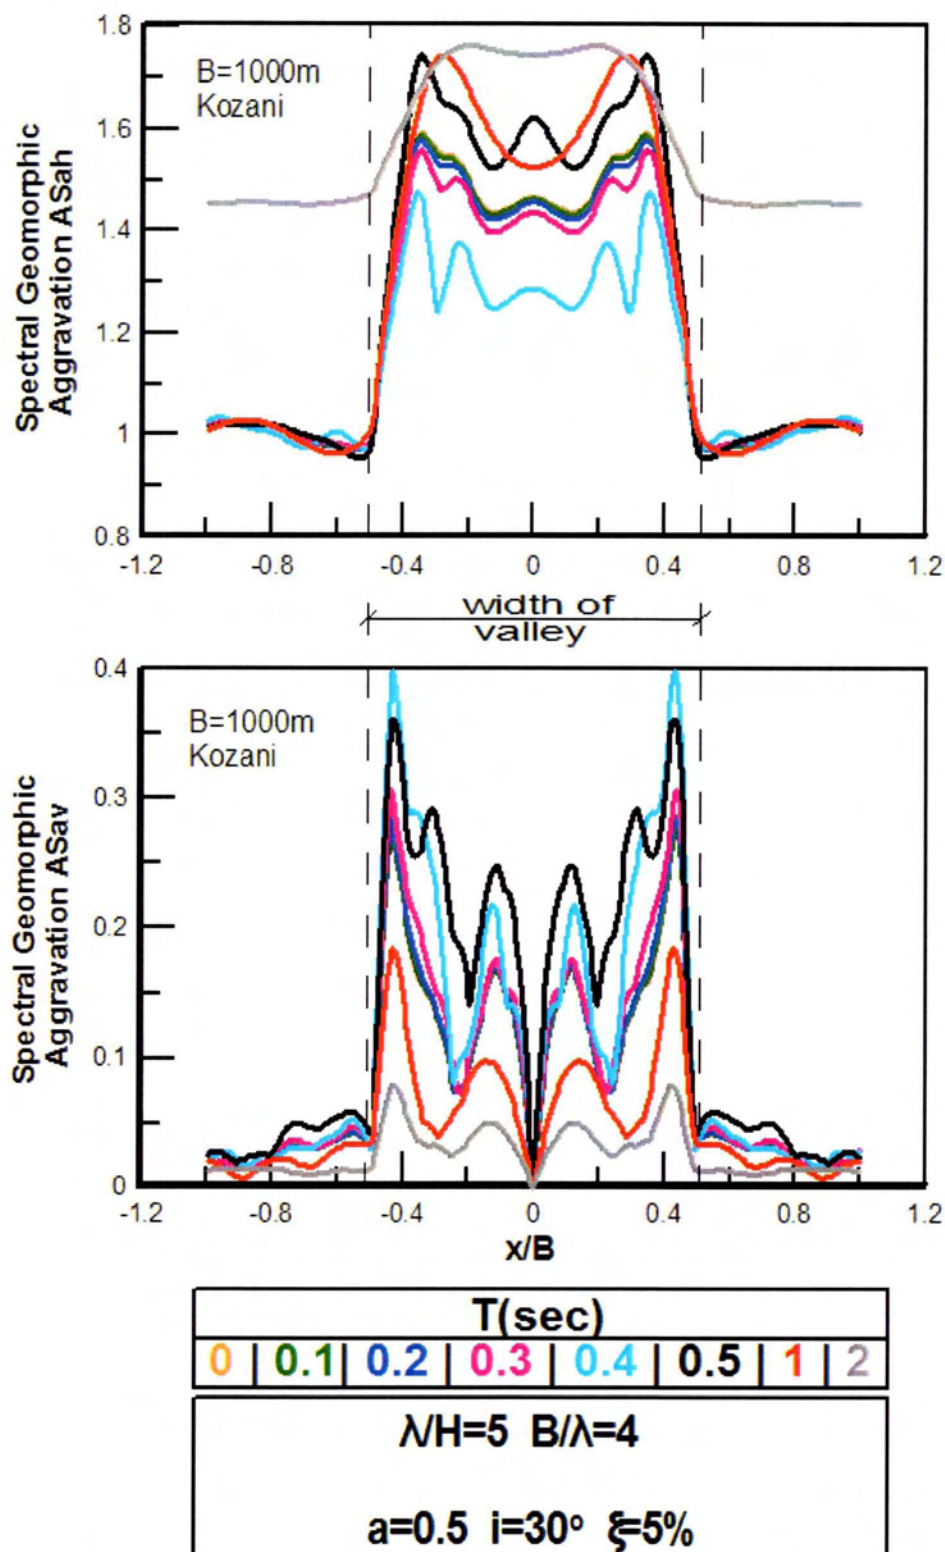 1.8
B=1000m
Kozani
1.6
1.4
1.2
1
0.8
Spectral Geomorphic
Aggravation ASah
-1.2 -0.8 -0.4 0 0.4 0.8 1.2
width of
valley
0.4
B=1000m
Kozani
0.3
0.2
0.1
0
Spectral Geomorphic
Aggravation ASav
-1.2 -0.8 -0.4 0 0.4 0.8 1.2
x/B
T(sec)
0 | 0.1 | 0.2 | 0.3 | 0.4 | 0.5 | 1 | 2
λ/H=5 B/λ=4
a=0.5 i=30° ξ=5%